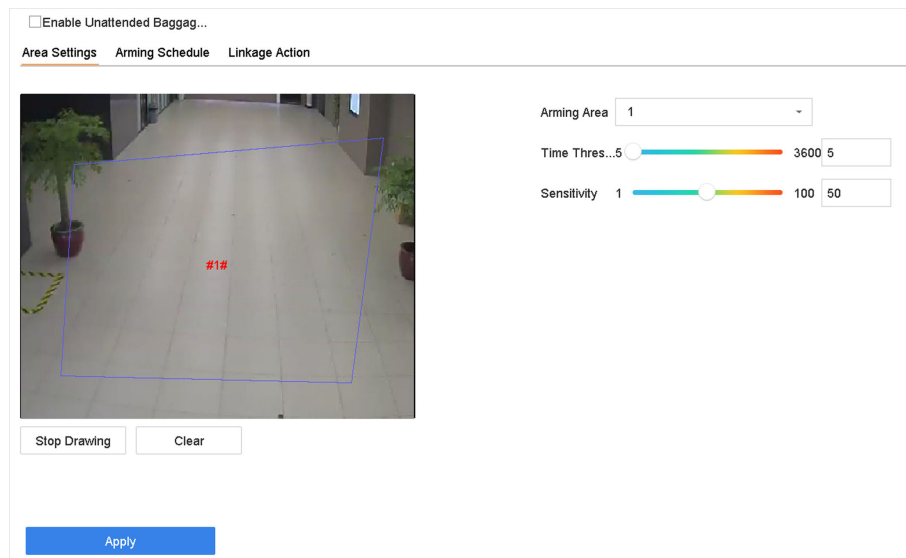 Enable Unattended Baggag...
Area Settings Arming Schedule Linkage Action
Arming Area 1
Time Thres...5 3600 5
Sensitivity 1 100 50
#1#
Stop Drawing Clear
Apply